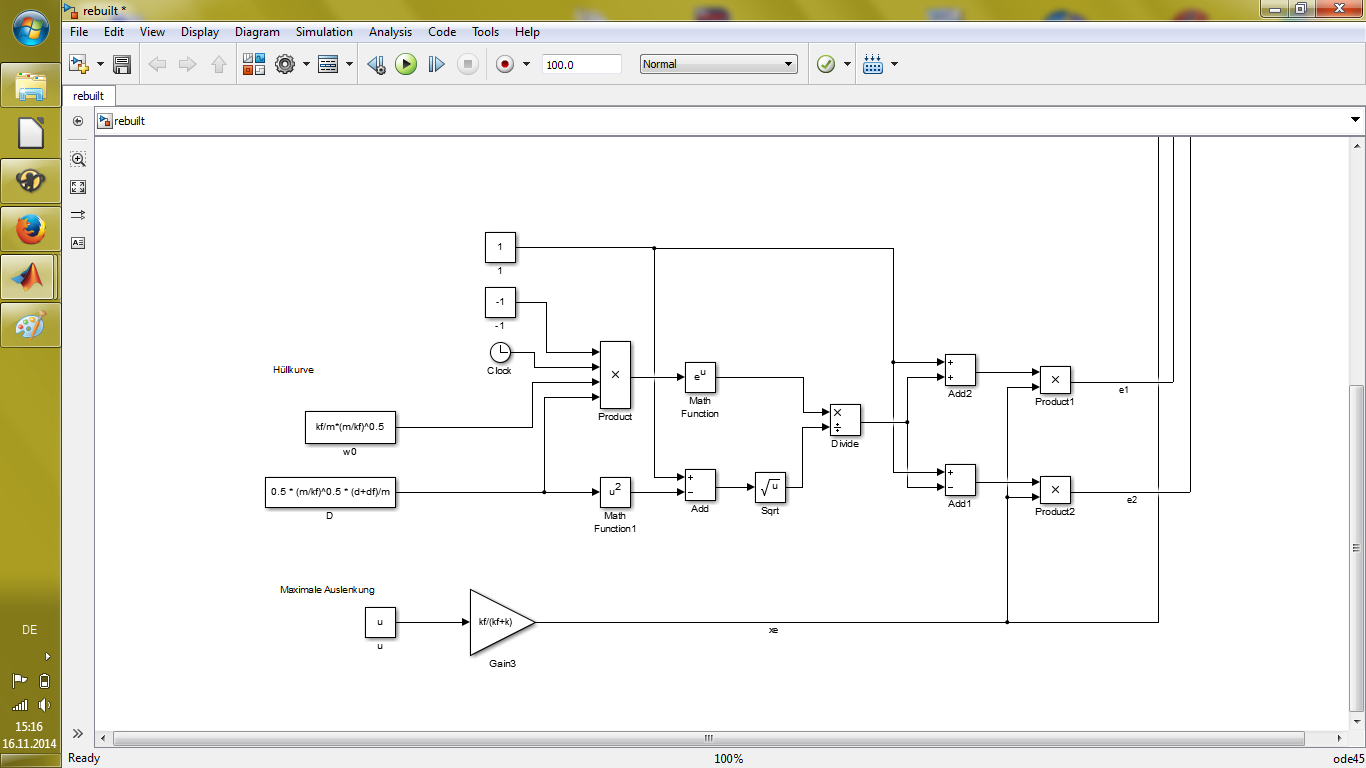 rebuilt *
File Edit View Display Diagram Simulation Analysis Code Tools Help
100.0 Normal
rebuilt
rebuilt
1
1
-1
-1
Clock
Hüllkurve
×
Product
e^u
Math
Function
kf/m*(m/kf)^0.5
w0
0.5 * (m/kf)^0.5 * (d+df)/m
D
u^2
Math
Function1
+
−
Add
√u
Sqrt
×
÷
Divide
+
+
Add2
×
Product1
e1
+
−
Add1
×
Product2
e2
Maximale Auslenkung
u
u
kf/(kf+k)
Gain3
xe
DE
15:16
16.11.2014
Ready 100% ode45